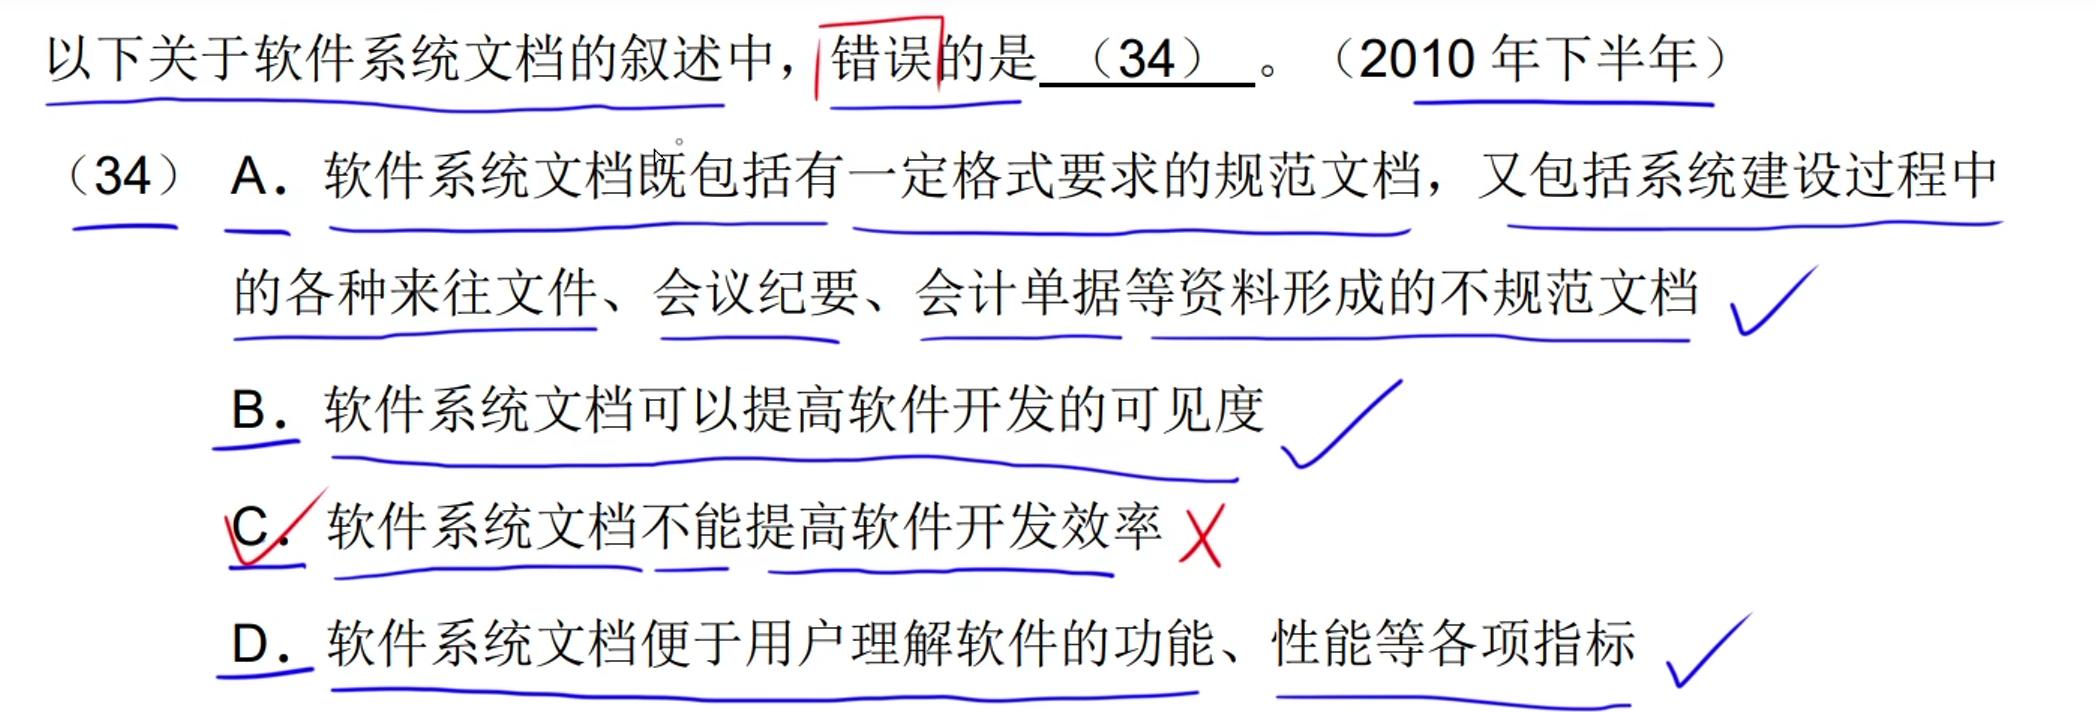 以下关于软件系统文档的叙述中，错误的是（34）。（2010 年下半年）
（34） A． 软件系统文档既包括有一定格式要求的规范文档，又包括系统建设过程中
的各种来往文件、会议纪要、会计单据等资料形成的不规范文档
B． 软件系统文档可以提高软件开发的可见度
C． 软件系统文档不能提高软件开发效率
D． 软件系统文档便于用户理解软件的功能、性能等各项指标